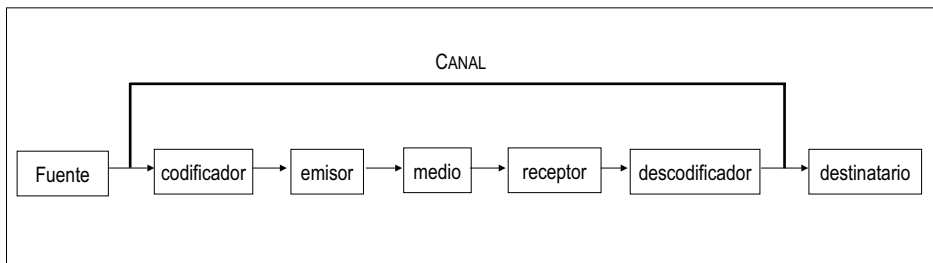 CANAL
Fuente
codificador
emisor
medio
receptor
descodificador
destinatario